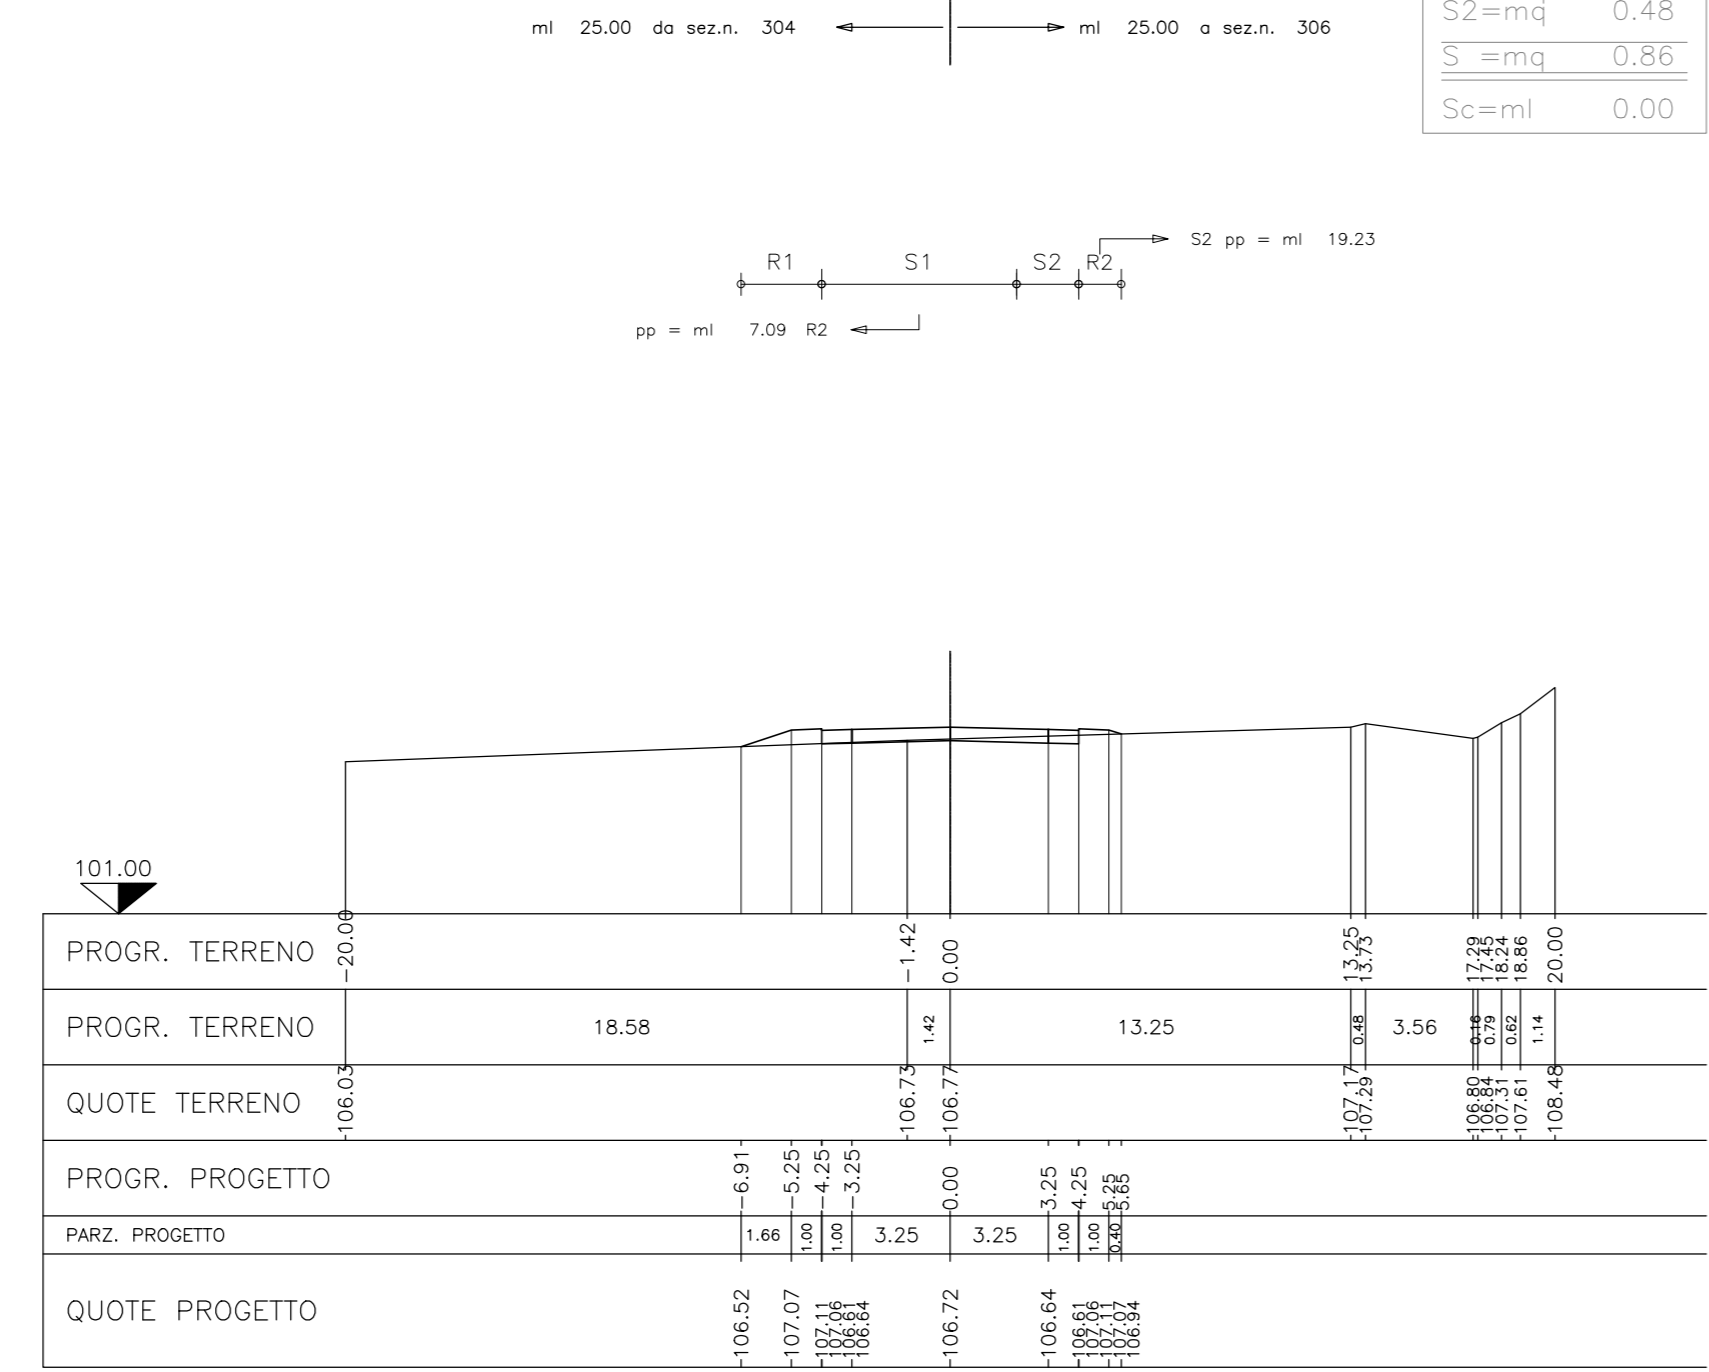 ml 25.00 da sez.n. 304 ml 25.00 a sez.n. 306
S2=mq 0.48
S =mq 0.86
Sc=ml 0.00
S2 pp = ml 19.23
R1 S1 S2 R2
pp = ml 7.09 R2
101.00
PROGR. TERRENO -20.00 -1.42 0.00 13.25 13.73 17.29 17.45 18.24 18.86 20.00
PROGR. TERRENO 18.58 1.42 13.25 0.48 3.56 0.16 0.79 0.62 1.14
QUOTE TERRENO 106.03 106.73 106.77 107.17 107.29 106.80 106.84 107.31 107.61 108.48
PROGR. PROGETTO -6.91 -5.25 -4.25 -3.25 0.00 3.25 4.25 5.25 5.65
PARZ. PROGETTO 1.66 1.00 1.00 3.25 3.25 1.00 1.00 0.40
QUOTE PROGETTO 106.52 107.07 107.11 107.06 106.61 106.64 106.72 106.64 106.61 107.06 107.11 107.07 106.94